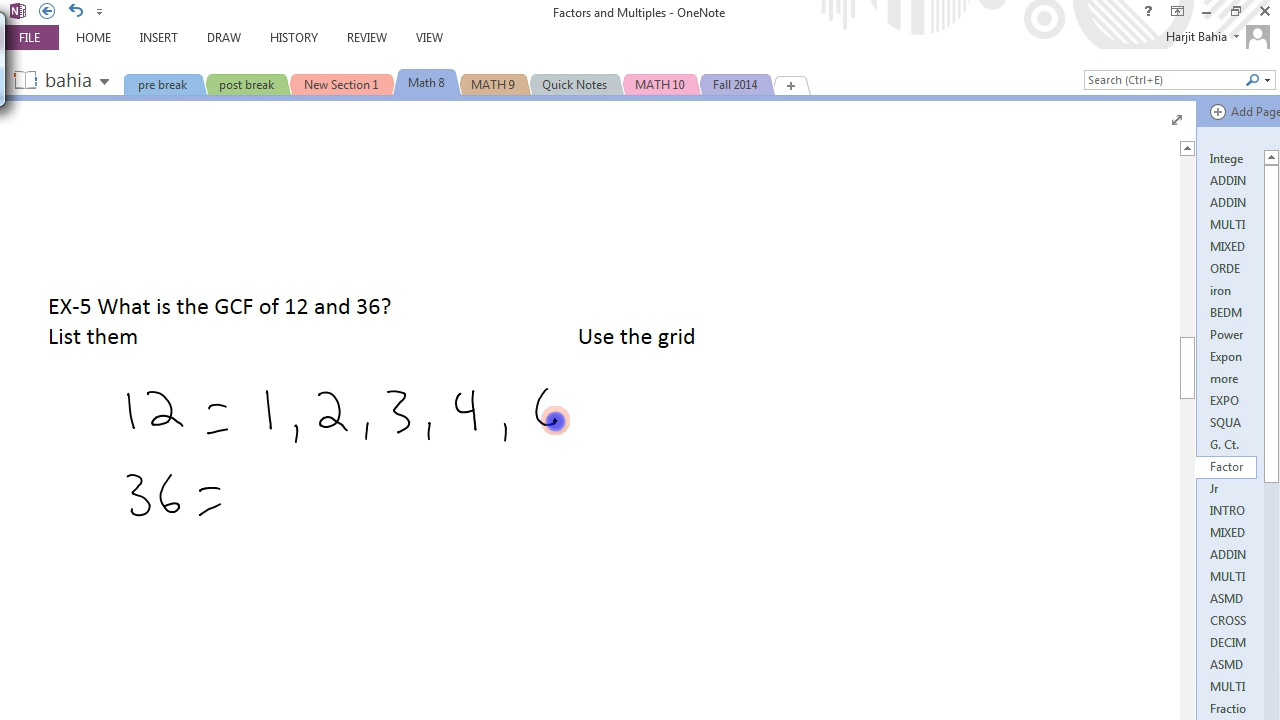 Factors and Multiples - OneNote
FILE HOME INSERT DRAW HISTORY REVIEW VIEW
Harjit Bahia
bahia
pre break
post break
New Section 1
Math 8
MATH 9
Quick Notes
MATH 10
Fall 2014
Search (Ctrl+E)
Add Page
EX-5 What is the GCF of 12 and 36?
List them
Use the grid
12 = 1, 2, 3, 4, 6
36 =
Intege
ADDIN
ADDIN
MULTI
MIXED
ORDE
iron
BEDM
Power
Expon
more
EXPO
SQUA
G. Ct.
Factor
Jr
INTRO
MIXED
ADDIN
MULTI
ASMD
CROSS
DECIM
ASMD
MULTI
Fractio